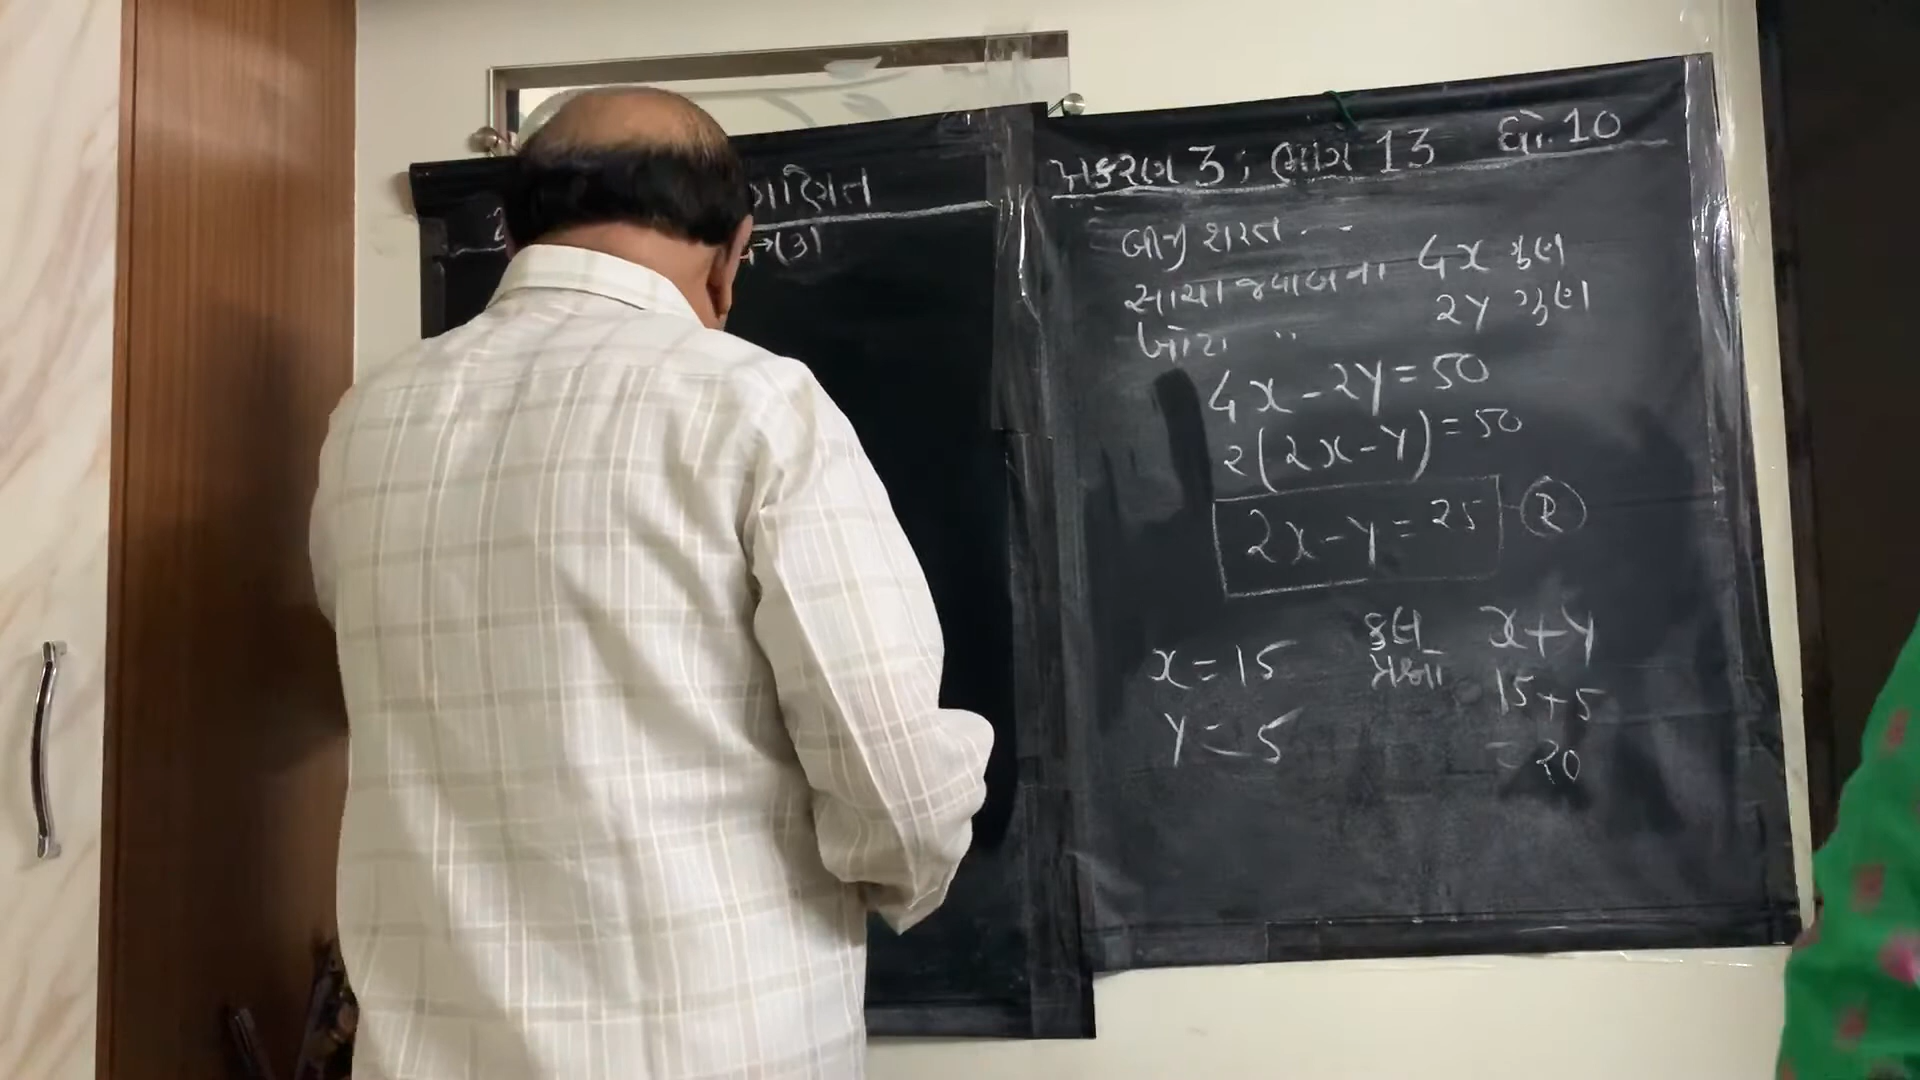 ગણિત
→(3)
પ્રકરણ 3; ભાગ 13 ધો. 10
બીજી શરત --
સાચા જવાબના 4x ગુણ
ખોટા " 2y ગુણ
4x - 2y = 50
2(2x-y) = 50
2x - y = 25 (2)
x = 15
y = 5
કુલ પ્રશ્નો x+y
15+5
= 20